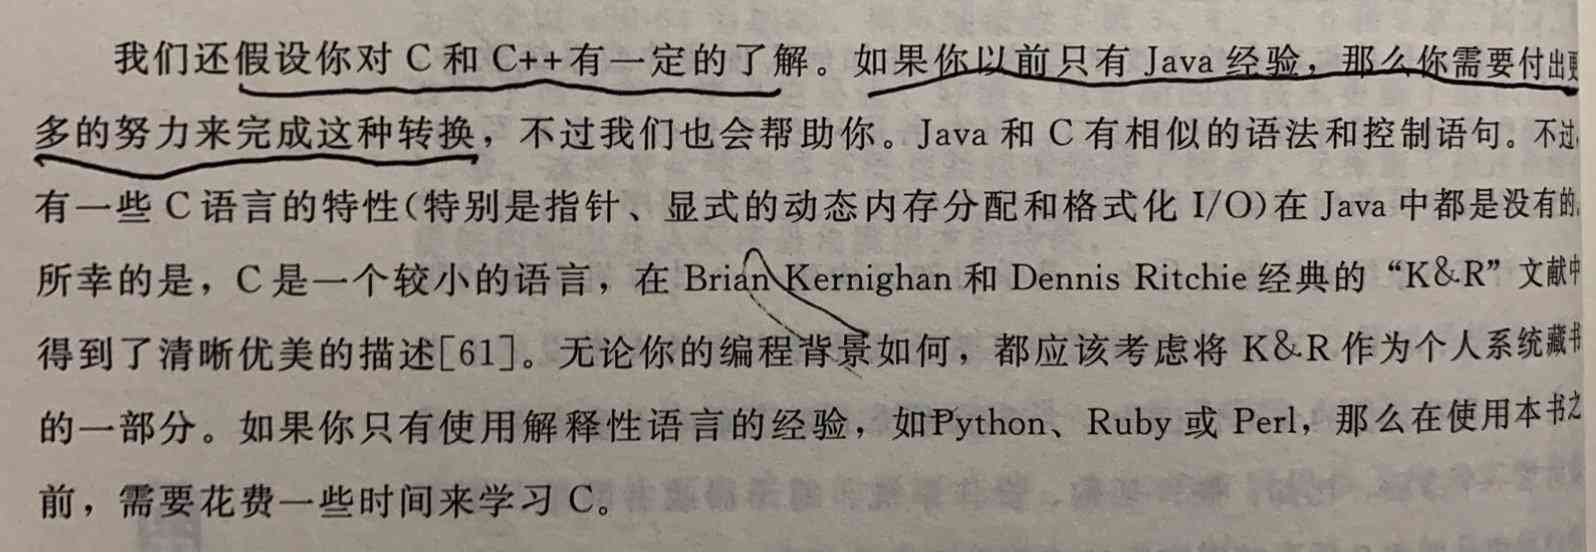 我们还假设你对 C 和 C++有一定的了解。如果你以前只有 Java 经验，那么你需要付出更
多的努力来完成这种转换，不过我们也会帮助你。Java 和 C 有相似的语法和控制语句。不过，
有一些 C 语言的特性(特别是指针、显式的动态内存分配和格式化 I/O)在 Java 中都是没有的。
所幸的是，C 是一个较小的语言，在 Brian Kernighan 和 Dennis Ritchie 经典的“K&R”文献中
得到了清晰优美的描述[61]。无论你的编程背景如何，都应该考虑将 K&R 作为个人系统藏书
的一部分。如果你只有使用解释性语言的经验，如Python、Ruby 或 Perl，那么在使用本书之
前，需要花费一些时间来学习 C。